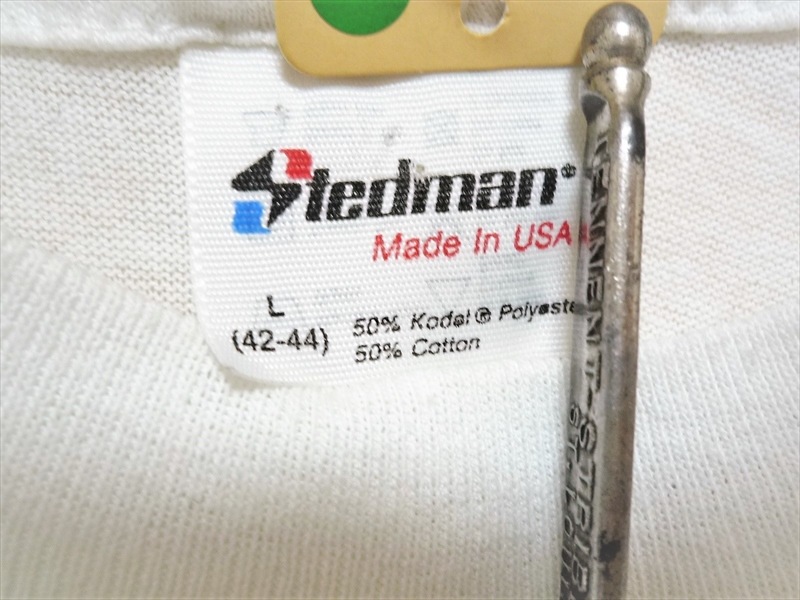 Stedman®
Made In USA
L
(42-44)
50% Kodel® Polyeste
50% Cotton